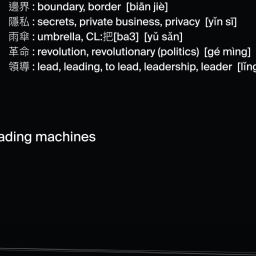 邊界 : boundary, border [biān jiè]
隱私 : secrets, private business, privacy [yǐn sī]
雨傘 : umbrella, CL:把[ba3] [yǔ sǎn]
革命 : revolution, revolutionary (politics) [gé mìng]
領導 : lead, leading, to lead, leadership, leader [lǐng
ading machines